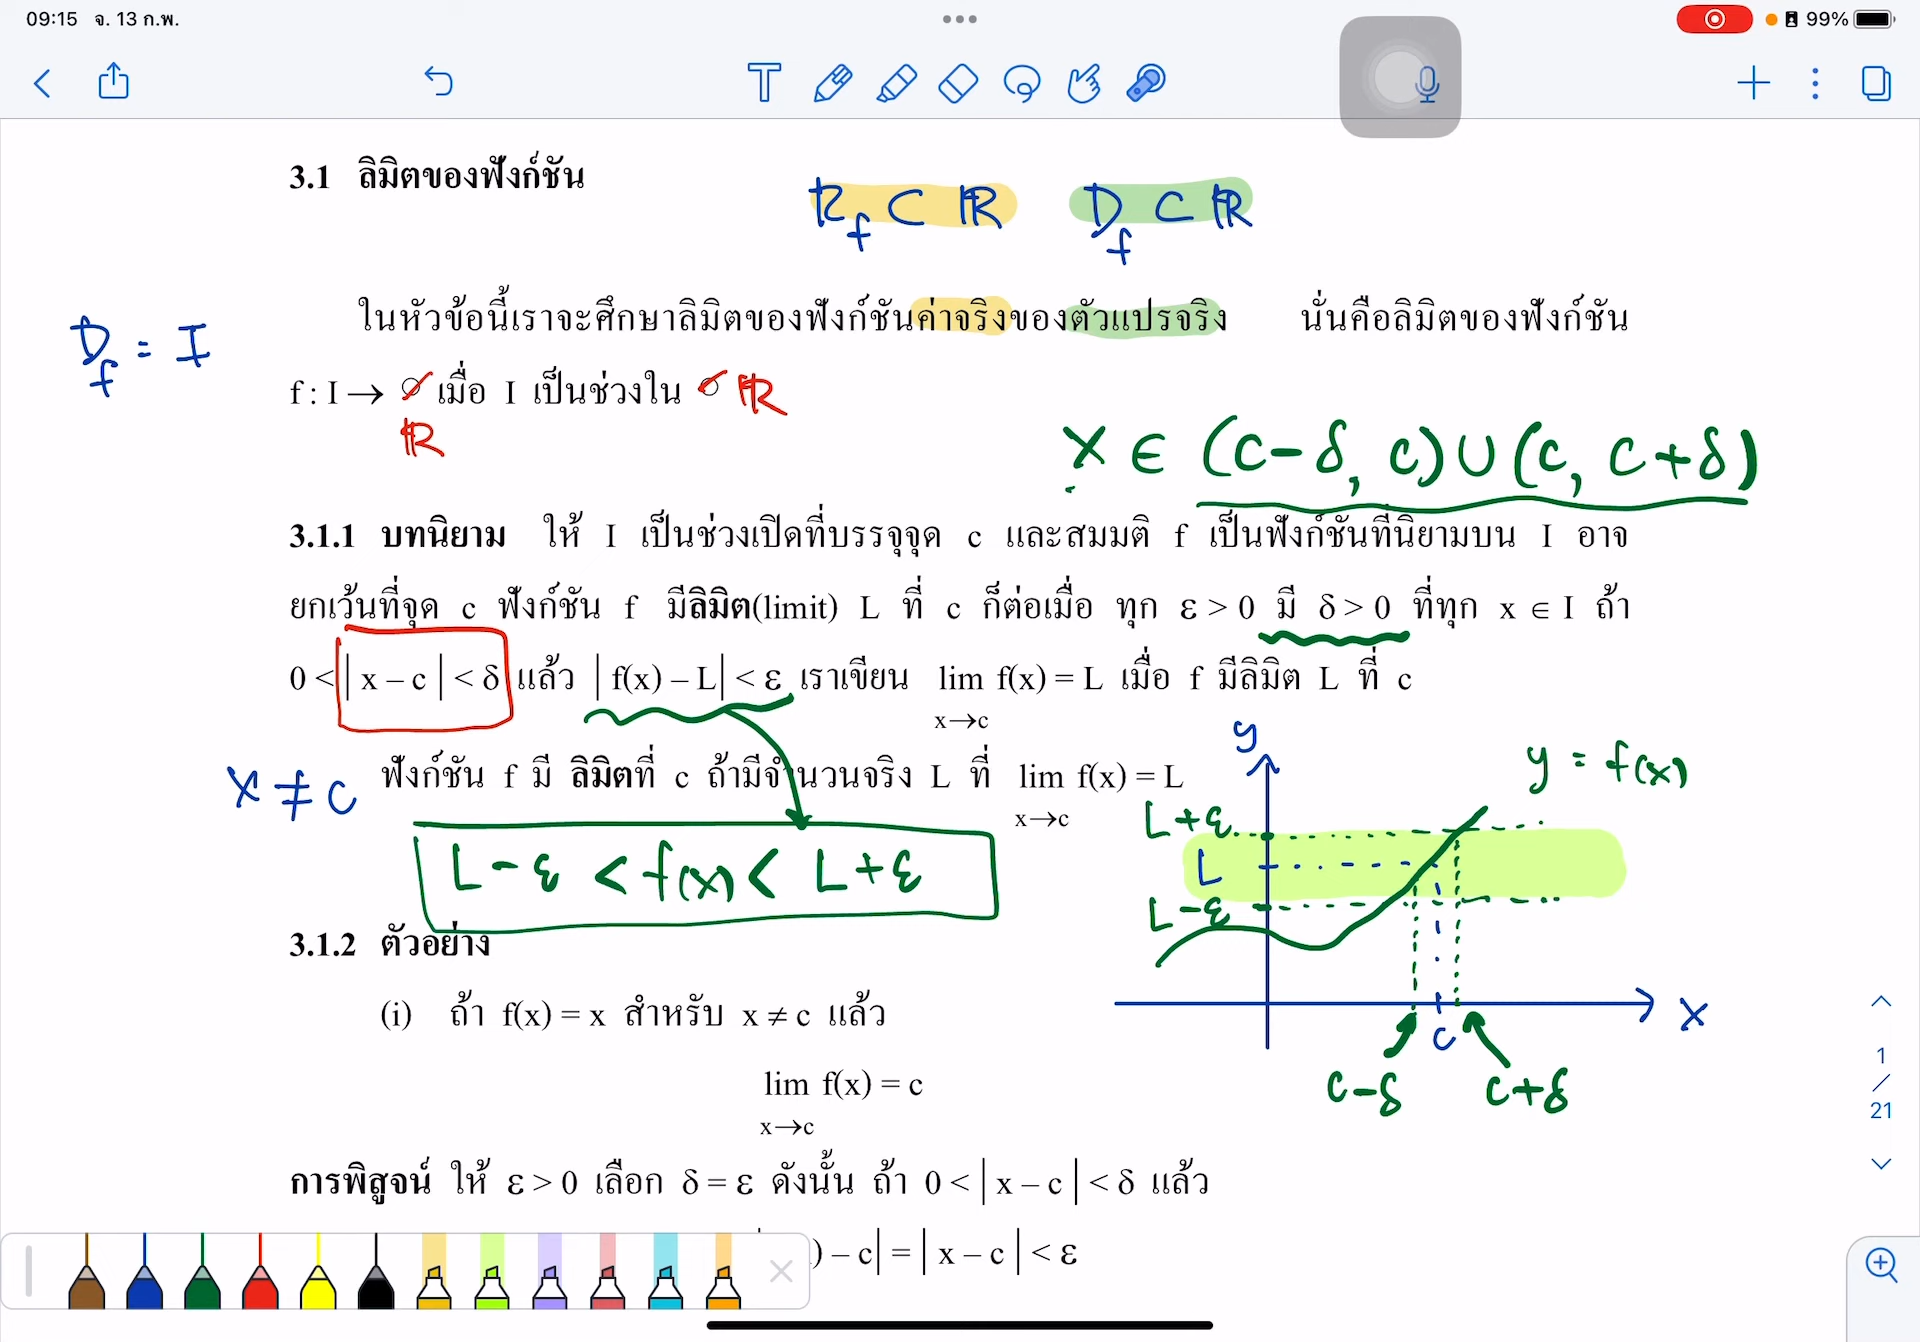 09:15 จ. 13 ก.พ.
99%
3.1 ลิมิตของฟังก์ชัน
R_f ⊂ ℝ D_f ⊂ ℝ
ในหัวข้อนี้เราจะศึกษาลิมิตของฟังก์ชันค่าจริงของตัวแปรจริง นั่นคือลิมิตของฟังก์ชัน
D_f = I
f : I → เมื่อ I เป็นช่วงใน ℝ
ℝ
x ∈ (c-δ, c) ∪ (c, c+δ)
3.1.1 บทนิยาม ให้ I เป็นช่วงเปิดที่บรรจุจุด c และสมมติ f เป็นฟังก์ชันที่นิยามบน I อาจ
ยกเว้นที่จุด c ฟังก์ชัน f มีลิมิต(limit) L ที่ c ก็ต่อเมื่อ ทุก ε > 0 มี δ > 0 ที่ทุก x ∈ I ถ้า
0 < | x – c | < δ แล้ว | f(x) – L| < ε เราเขียน lim f(x) = L เมื่อ f มีลิมิต L ที่ c
x→c
x ≠ c
ฟังก์ชัน f มี ลิมิตที่ c ถ้ามีจำนวนจริง L ที่ lim f(x) = L
x→c
L-ε < f(x) < L+ε
y
y = f(x)
L+ε
L
L-ε
x
c
c-δ c+δ
3.1.2 ตัวอย่าง
(i) ถ้า f(x) = x สำหรับ x ≠ c แล้ว
lim f(x) = c
x→c
การพิสูจน์ ให้ ε > 0 เลือก δ = ε ดังนั้น ถ้า 0 < | x – c | < δ แล้ว
) – c| = | x – c | < ε
1
/
21